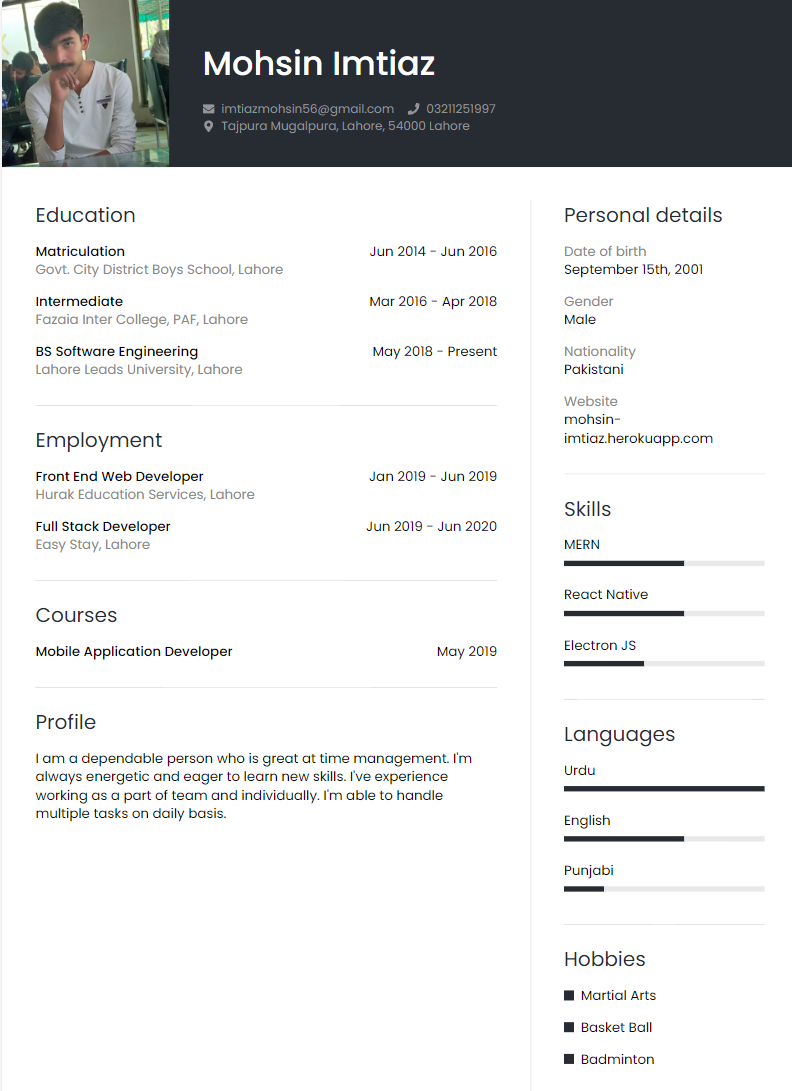 Mohsin Imtiaz
imtiazmohsin56@gmail.com 03211251997
Tajpura Mugalpura, Lahore, 54000 Lahore
Education
Matriculation Jun 2014 - Jun 2016
Govt. City District Boys School, Lahore
Intermediate Mar 2016 - Apr 2018
Fazaia Inter College, PAF, Lahore
BS Software Engineering May 2018 - Present
Lahore Leads University, Lahore
Employment
Front End Web Developer Jan 2019 - Jun 2019
Hurak Education Services, Lahore
Full Stack Developer Jun 2019 - Jun 2020
Easy Stay, Lahore
Courses
Mobile Application Developer May 2019
Profile
I am a dependable person who is great at time management. I'm
always energetic and eager to learn new skills. I've experience
working as a part of team and individually. I'm able to handle
multiple tasks on daily basis.
Personal details
Date of birth
September 15th, 2001
Gender
Male
Nationality
Pakistani
Website
mohsin-
imtiaz.herokuapp.com
Skills
MERN
React Native
Electron JS
Languages
Urdu
English
Punjabi
Hobbies
Martial Arts
Basket Ball
Badminton